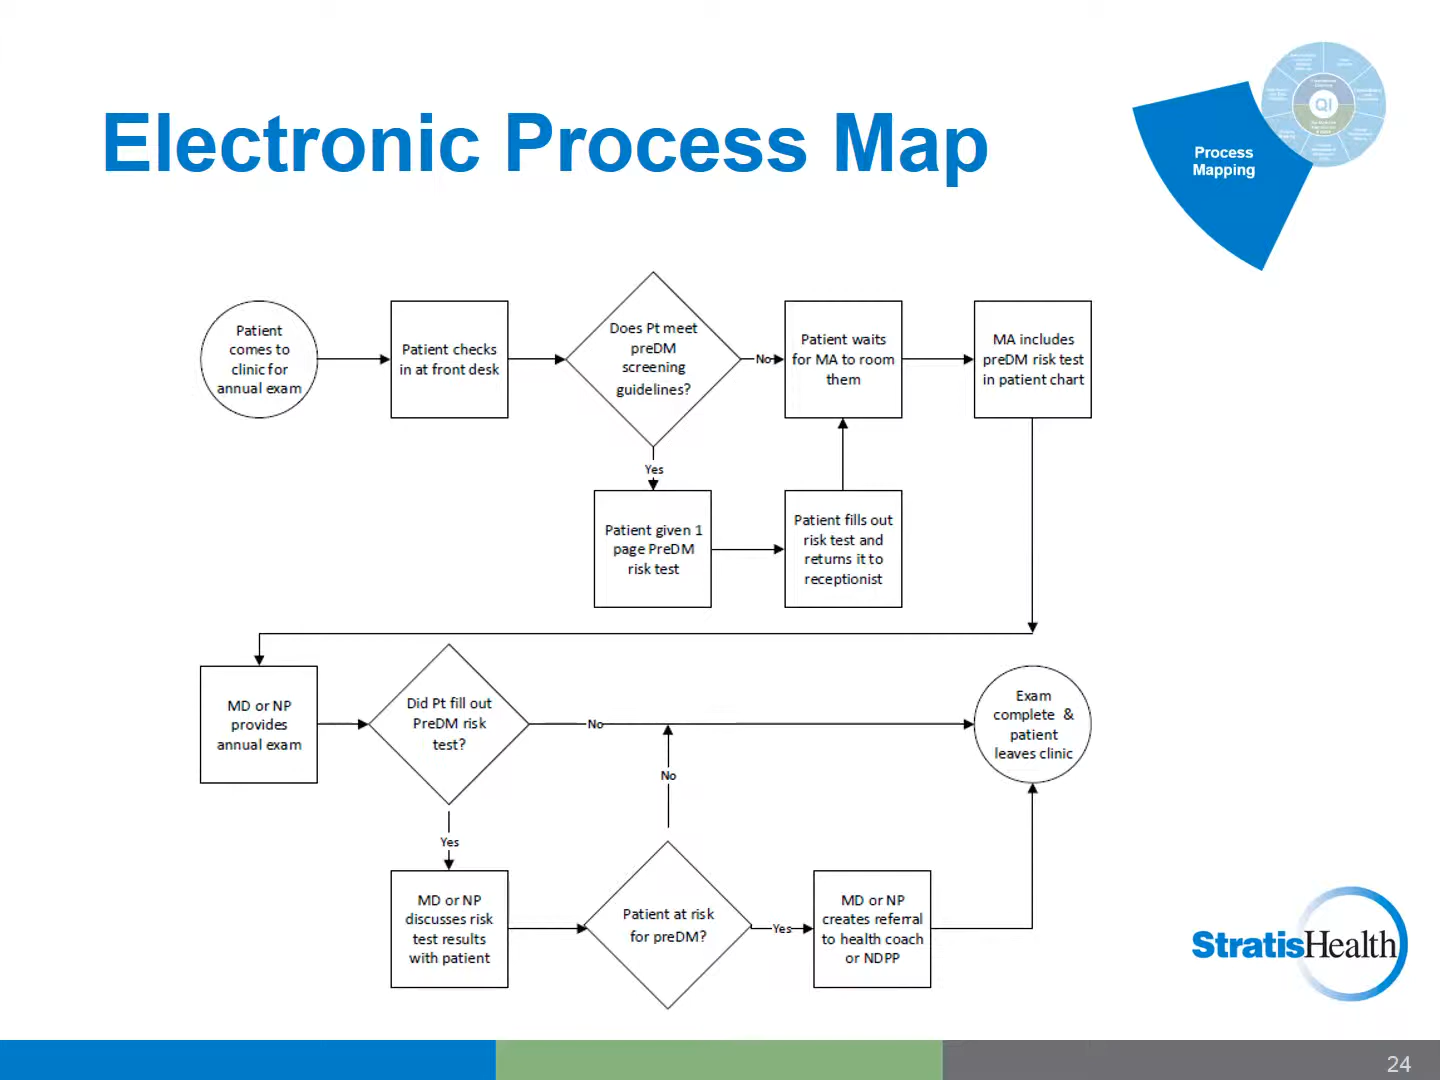 Electronic Process Map
QI
Process
Mapping
Patient
comes to
clinic for
annual exam
Patient checks
in at front desk
Does Pt meet
preDM
screening
guidelines?
No
Patient waits
for MA to room
them
MA includes
preDM risk test
in patient chart
Yes
Patient given 1
page PreDM
risk test
Patient fills out
risk test and
returns it to
receptionist
MD or NP
provides
annual exam
Did Pt fill out
PreDM risk
test?
No
Exam
complete &
patient
leaves clinic
No
Yes
MD or NP
discusses risk
test results
with patient
Patient at risk
for preDM?
Yes
MD or NP
creates referral
to health coach
or NDPP
StratisHealth
24